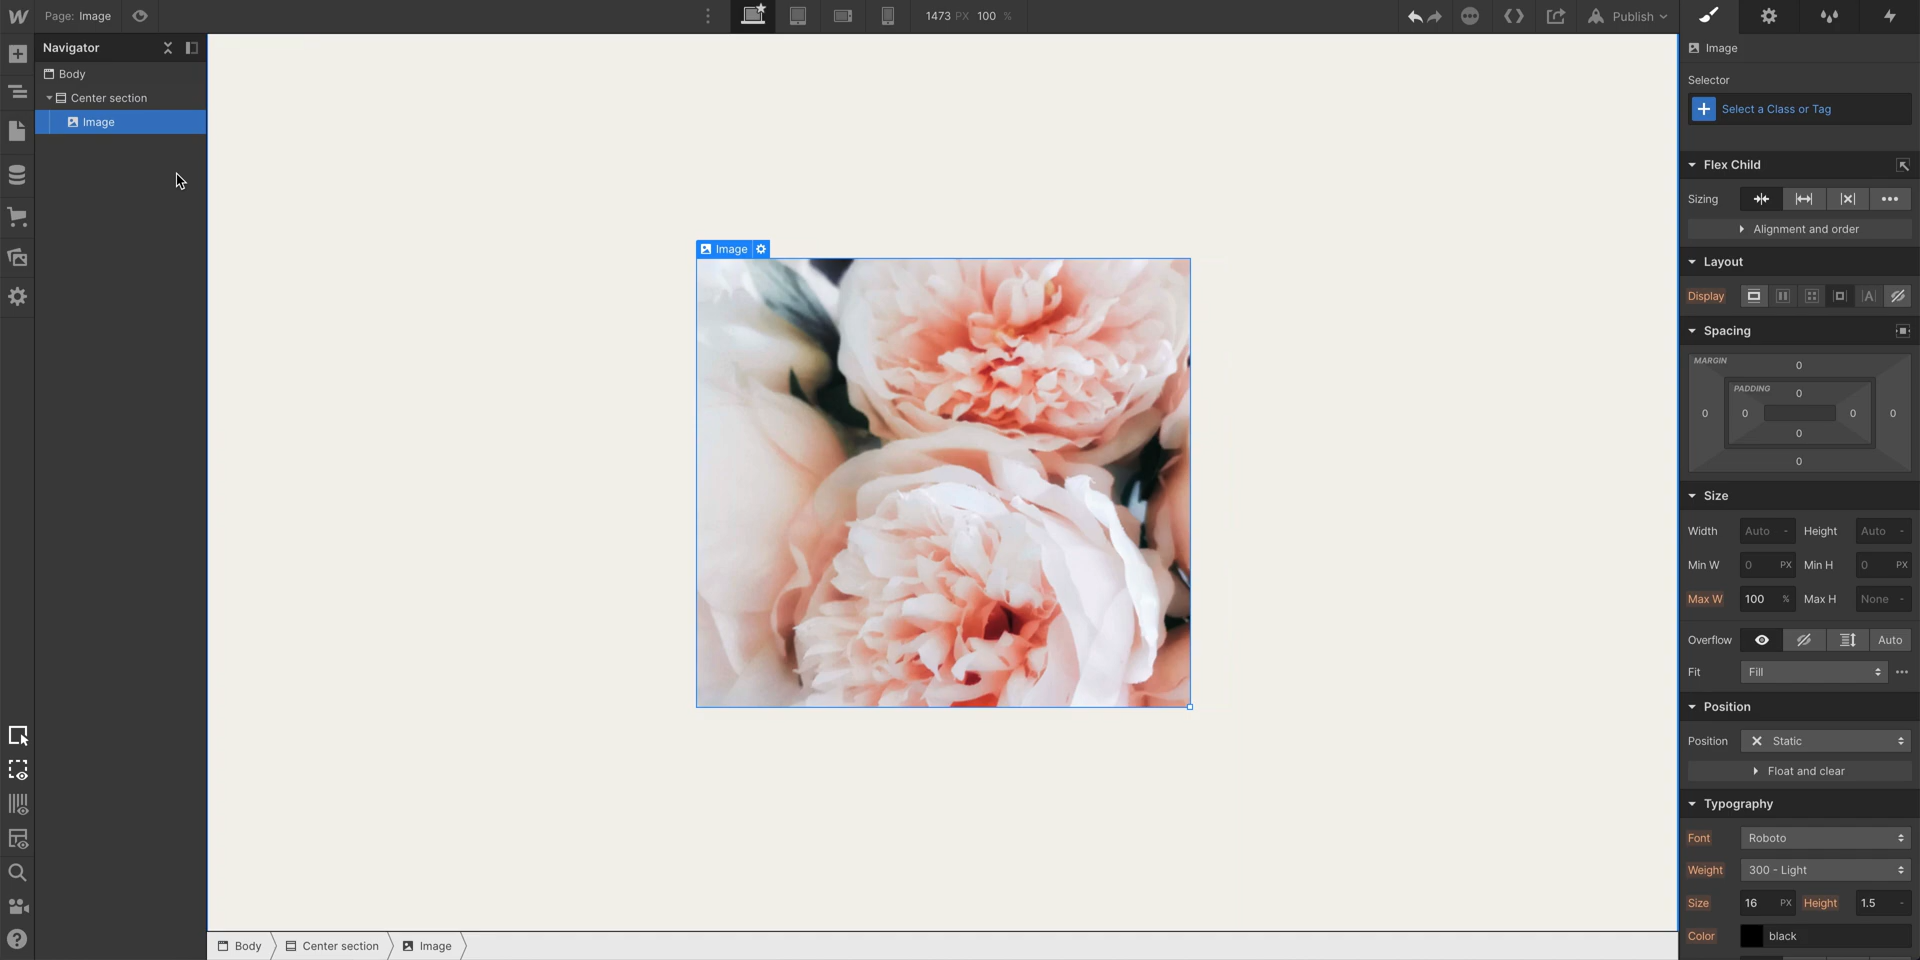 Page: Image
1473 PX 100 %
Publish
Navigator
Body
Center section
Image
Image
Image
Selector
Select a Class or Tag
Flex Child
Sizing
Alignment and order
Layout
Display
Spacing
MARGIN
0
PADDING
0
0 0 0 0
0
0
Size
Width Auto - Height Auto -
Min W 0 PX Min H 0 PX
Max W 100 % Max H None -
Overflow Auto
Fit Fill
Position
Position Static
Float and clear
Typography
Font Roboto
Weight 300 - Light
Size 16 PX Height 1.5 -
Color black
Body Center section Image